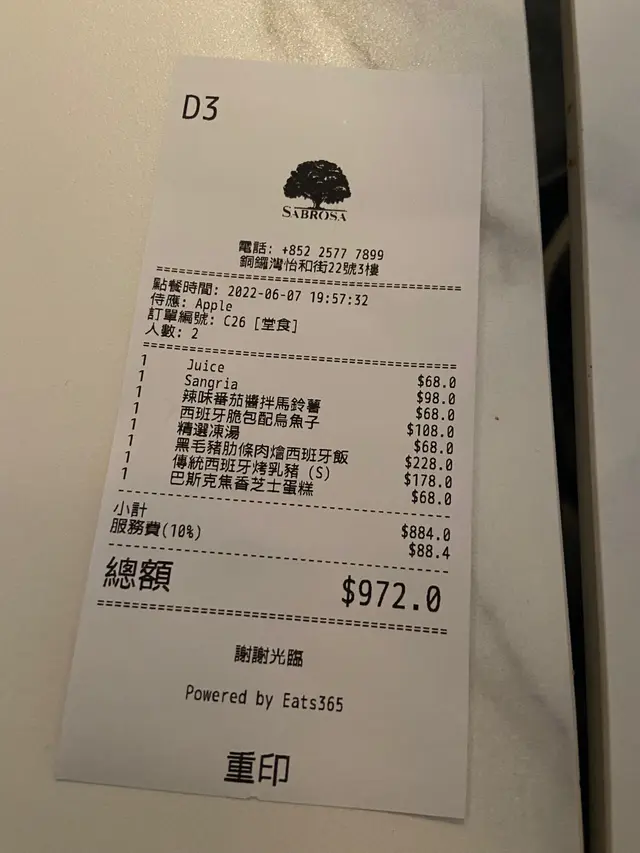 D3
SABROSA
電話: +852 2577 7899
銅鑼灣怡和街22號3樓
點餐時間: 2022-06-07 19:57:32
侍應: Apple
訂單編號: C26 [堂食]
人數: 2
1 Juice $68.0
1 Sangria $98.0
1 辣味番茄醬拌馬鈴薯 $68.0
1 西班牙脆包配烏魚子 $108.0
1 精選凍湯 $68.0
1 黑毛豬肋條肉燴西班牙飯 $228.0
1 傳統西班牙烤乳豬 (S) $178.0
1 巴斯克焦香芝士蛋糕 $68.0
小計 $884.0
服務費(10%) $88.4
總額 $972.0
謝謝光臨
Powered by Eats365
重印